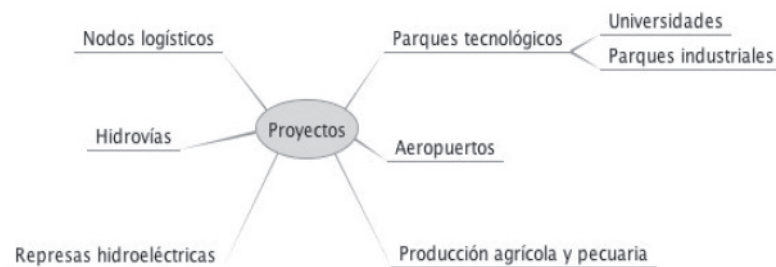 Universidades
Nodos logísticos
Parques tecnológicos
Parques industriales
Hidrovías
Proyectos
Aeropuertos
Represas hidroeléctricas
Producción agrícola y pecuaria